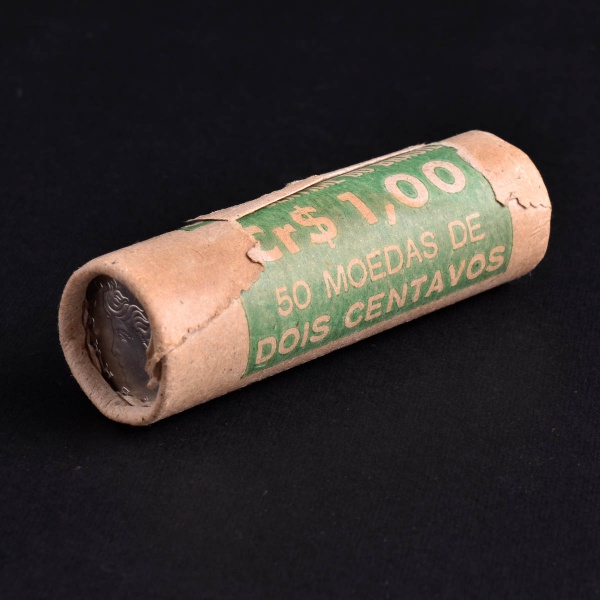 Cr$ 1,00
50 MOEDAS DE
DOIS CENTAVOS